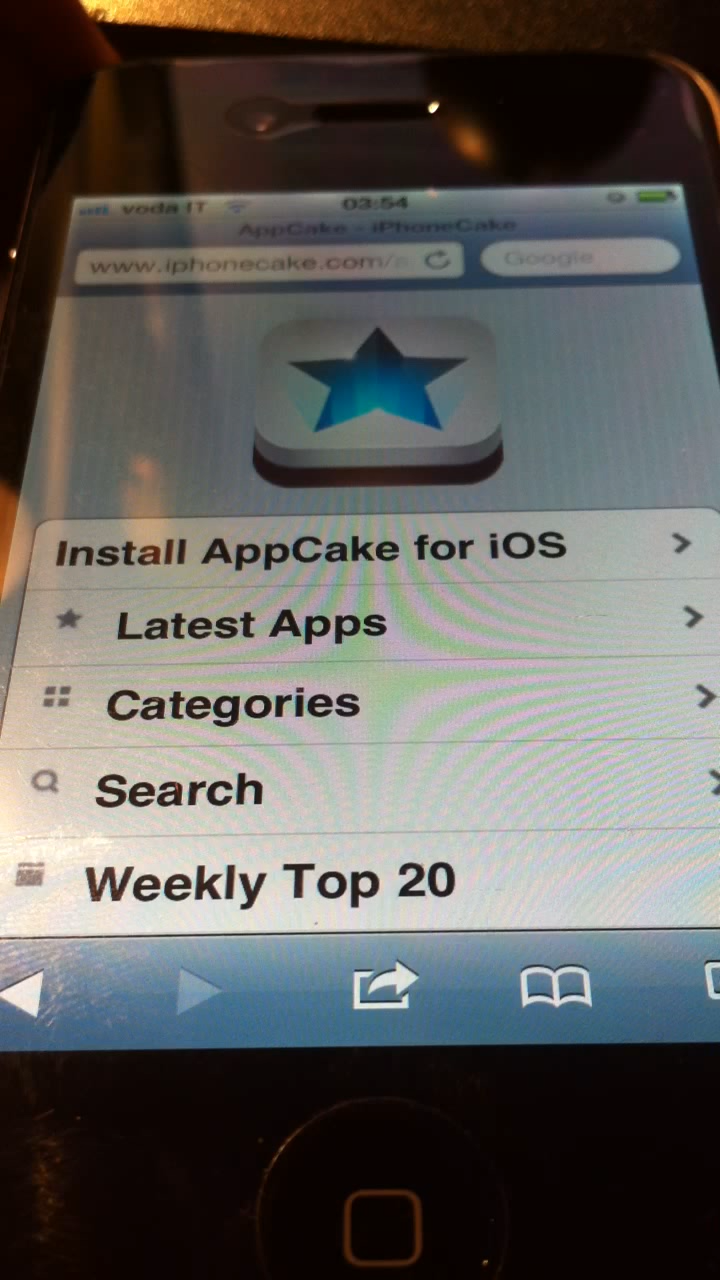 voda IT 03:54
AppCake - iPhoneCake
www.iphonecake.com/
Google
Install AppCake for iOS
Latest Apps
Categories
Search
Weekly Top 20